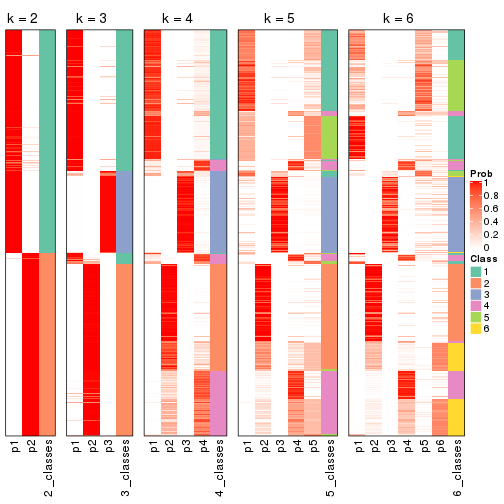 k = 2
k = 3
k = 4
k = 5
k = 6
Prob
1
0.8
0.6
0.4
0.2
0
Class
1
2
3
4
5
6
p1
p2
2_classes
p1
p2
p3
3_classes
p1
p2
p3
p4
4_classes
p1
p2
p3
p4
p5
5_classes
p1
p2
p3
p4
p5
p6
6_classes